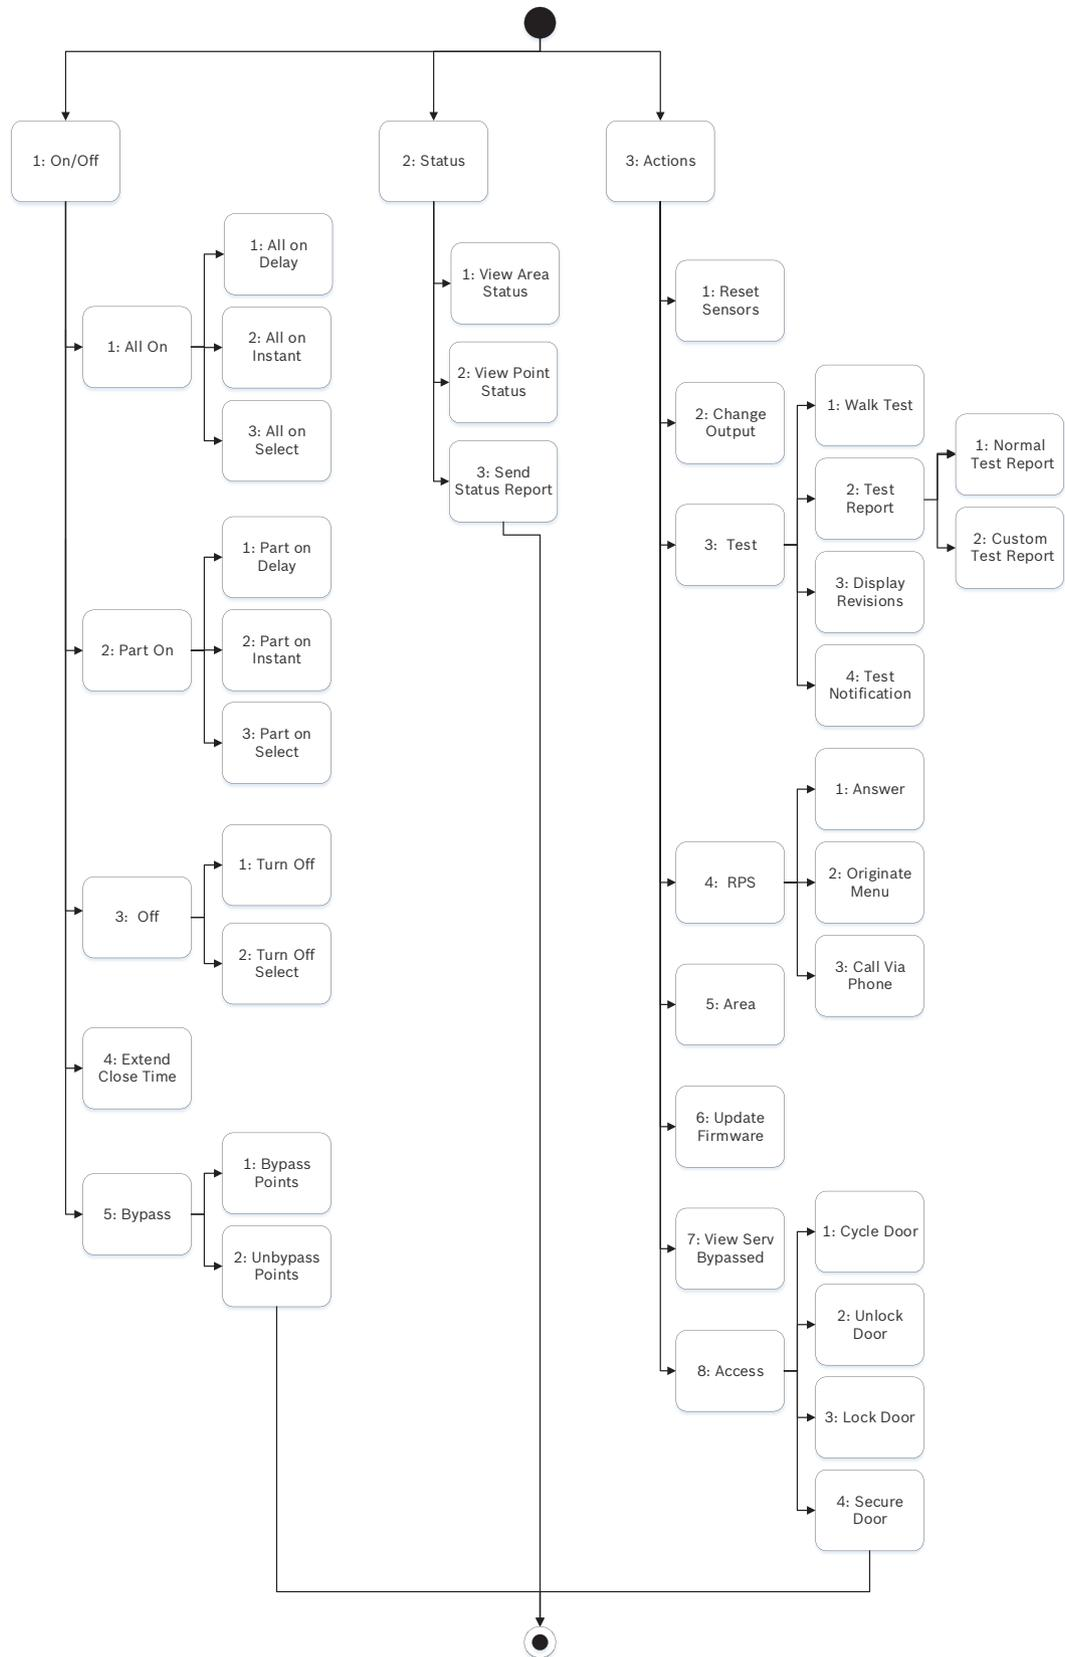 1: On/Off
1: All On
1: All on
Delay
2: All on
Instant
3: All on
Select
2: Part On
1: Part on
Delay
2: Part on
Instant
3: Part on
Select
3:  Off
1: Turn Off
2: Turn Off
Select
4: Extend
Close Time
5: Bypass
1: Bypass
Points
2: Unbypass
Points
2: Status
1: View Area
Status
2: View Point
Status
3: Send
Status Report
3: Actions
1: Reset
Sensors
2: Change
Output
3:  Test
1: Walk Test
2: Test
Report
1: Normal
Test Report
2: Custom
Test Report
3: Display
Revisions
4: Test
Notification
4:  RPS
1: Answer
2: Originate
Menu
3: Call Via
Phone
5: Area
6: Update
Firmware
7: View Serv
Bypassed
8: Access
1: Cycle Door
2: Unlock
Door
3: Lock Door
4: Secure
Door